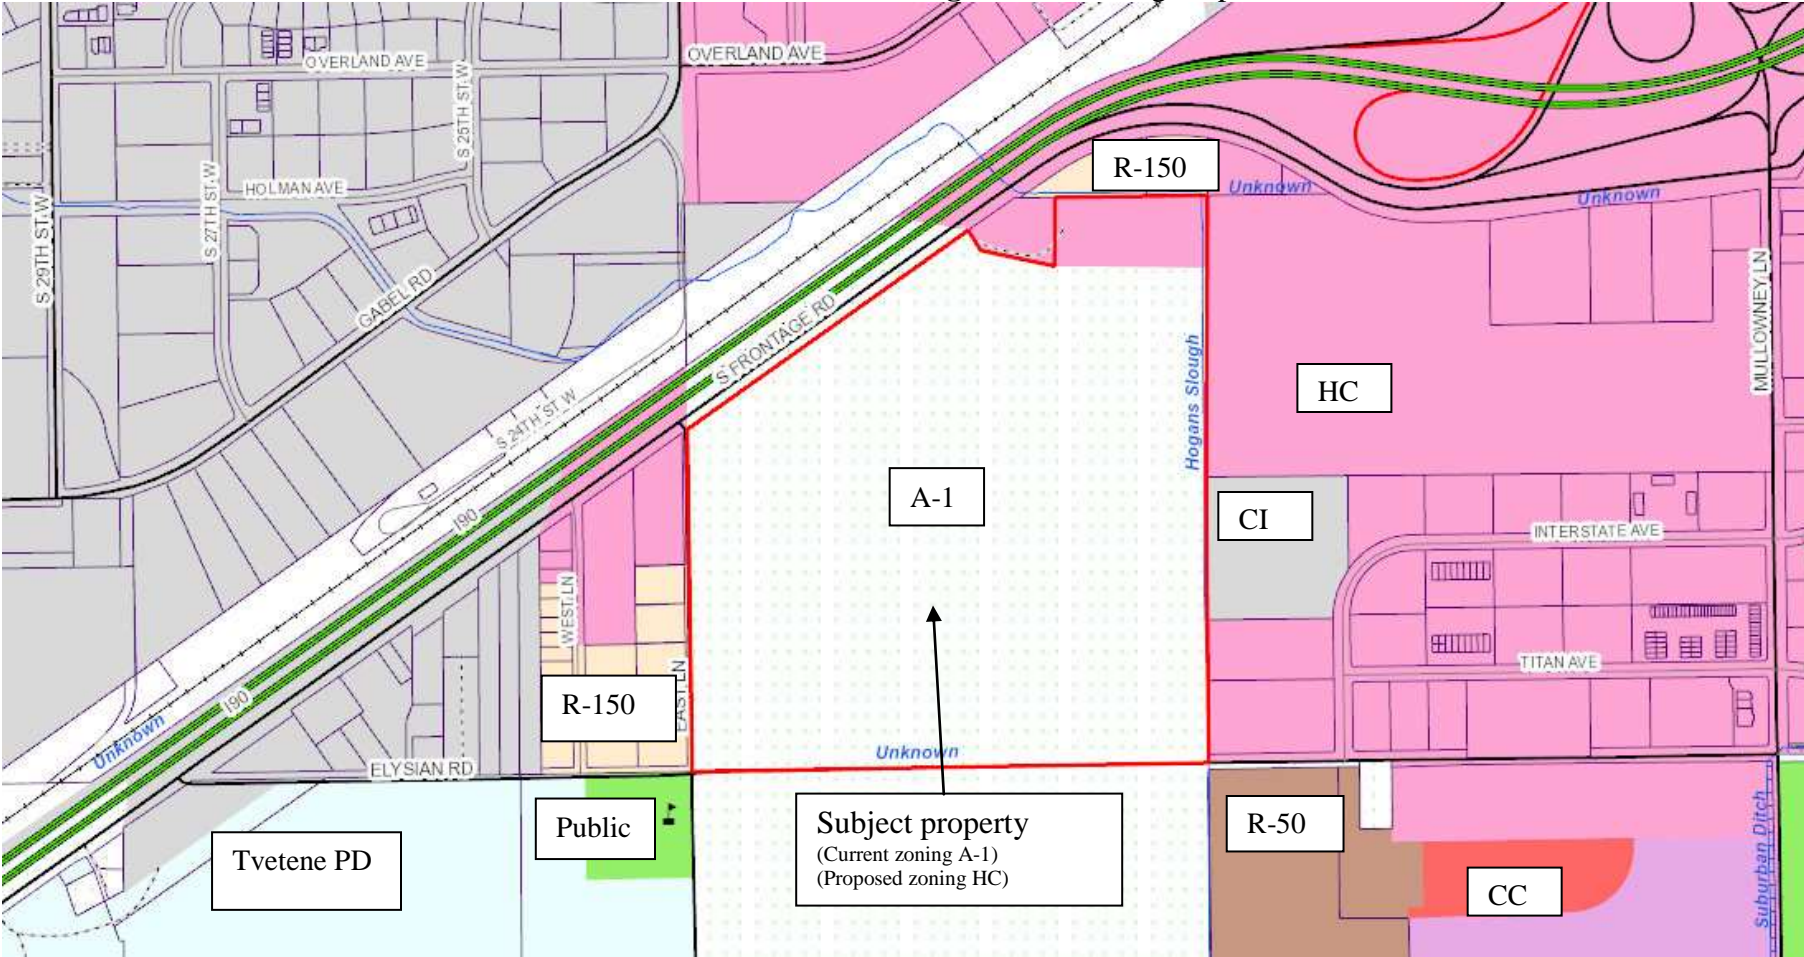 OVERLAND AVE
OVERLAND AVE
S 25TH ST W
R-150
HOLMAN AVE
Unknown
Unknown
S 27TH ST W
S 29TH ST W
GABEL RD
S FRONTAGE RD
MULLOWNEY LN
Hogans Slough
HC
S 24TH ST W
A-1
I90
CI
INTERSTATE AVE
WEST LN
TITAN AVE
EAST LN
R-150
I90
Unknown
Unknown
ELYSIAN RD
Public
Subject property
(Current zoning A-1)
(Proposed zoning HC)
R-50
Tvetene PD
CC
Suburban Ditch